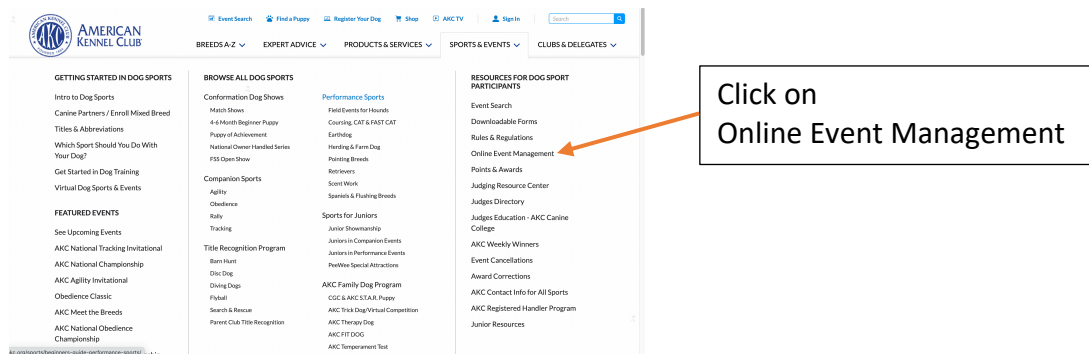 AMERICAN
KENNEL CLUB
Event Search Find a Puppy Register Your Dog Shop AKC TV Sign In Search
BREEDS A-Z EXPERT ADVICE PRODUCTS & SERVICES SPORTS & EVENTS CLUBS & DELEGATES
GETTING STARTED IN DOG SPORTS
Intro to Dog Sports
Canine Partners / Enroll Mixed Breed
Titles & Abbreviations
Which Sport Should You Do With
Your Dog?
Get Started in Dog Training
Virtual Dog Sports & Events
FEATURED EVENTS
See Upcoming Events
AKC National Tracking Invitational
AKC National Championship
AKC Agility Invitational
Obedience Classic
AKC Meet the Breeds
AKC National Obedience
Championship
BROWSE ALL DOG SPORTS
Conformation Dog Shows
Match Shows
4-6 Month Beginner Puppy
Puppy of Achievement
National Owner Handled Series
FSS Open Show
Companion Sports
Agility
Obedience
Rally
Tracking
Title Recognition Program
Barn Hunt
Disc Dog
Diving Dogs
Flyball
Search & Rescue
Parent Club Title Recognition
Performance Sports
Field Events for Hounds
Coursing, CAT & FAST CAT
Earthdog
Herding & Farm Dog
Pointing Breeds
Retrievers
Scent Work
Spaniels & Flushing Breeds
Sports for Juniors
Junior Showmanship
Juniors in Companion Events
Juniors in Performance Events
PeeWee Special Attractions
AKC Family Dog Program
CGC & AKC S.T.A.R. Puppy
AKC Trick Dog/Virtual Competition
AKC Therapy Dog
AKC FIT DOG
AKC Temperament Test
RESOURCES FOR DOG SPORT
PARTICIPANTS
Event Search
Downloadable Forms
Rules & Regulations
Online Event Management
Points & Awards
Judging Resource Center
Judges Directory
Judges Education - AKC Canine
College
AKC Weekly Winners
Event Cancellations
Award Corrections
AKC Contact Info for All Sports
AKC Registered Handler Program
Junior Resources
Click on
Online Event Management